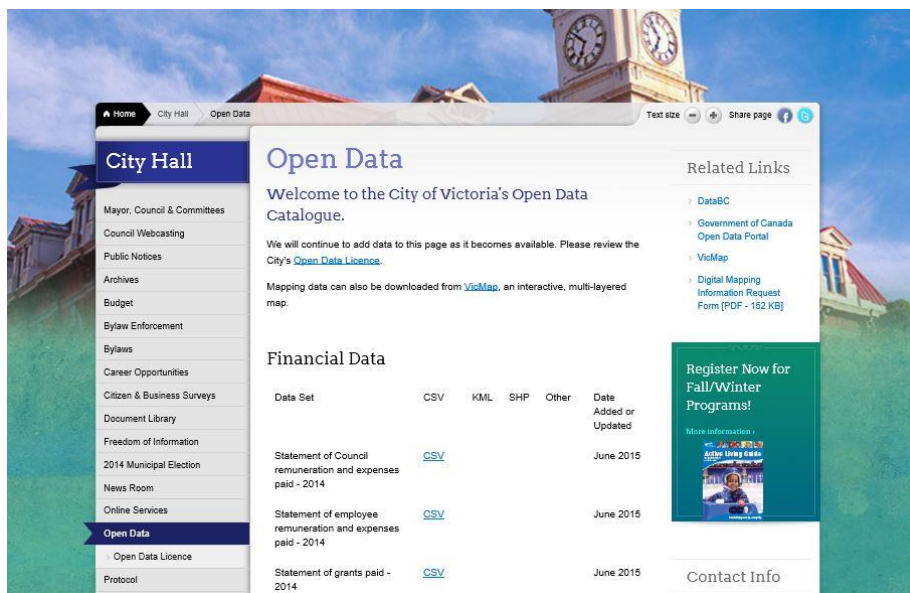 Home
City Hall
Open Data
Text size
Share page
City Hall
Mayor, Council & Committees
Council Webcasting
Public Notices
Archives
Budget
Bylaw Enforcement
Bylaws
Career Opportunities
Citizen & Business Surveys
Document Library
Freedom of Information
2014 Municipal Election
News Room
Online Services
Open Data
Open Data Licence
Protocol
Open Data
Welcome to the City of Victoria's Open Data
Catalogue.
We will continue to add data to this page as it becomes available. Please review the
City's Open Data Licence.
Mapping data can also be downloaded from VicMap, an interactive, multi-layered
map.
Financial Data
Data Set CSV KML SHP Other Date
Added or
Updated
Statement of Council CSV June 2015
remuneration and expenses
paid - 2014
Statement of employee CSV June 2015
remuneration and expenses
paid - 2014
Statement of grants paid - CSV June 2015
2014
Related Links
DataBC
Government of Canada
Open Data Portal
VicMap
Digital Mapping
Information Request
Form [PDF - 152 KB]
Register Now for
Fall/Winter
Programs!
More information ›
Active Living Guide
Contact Info